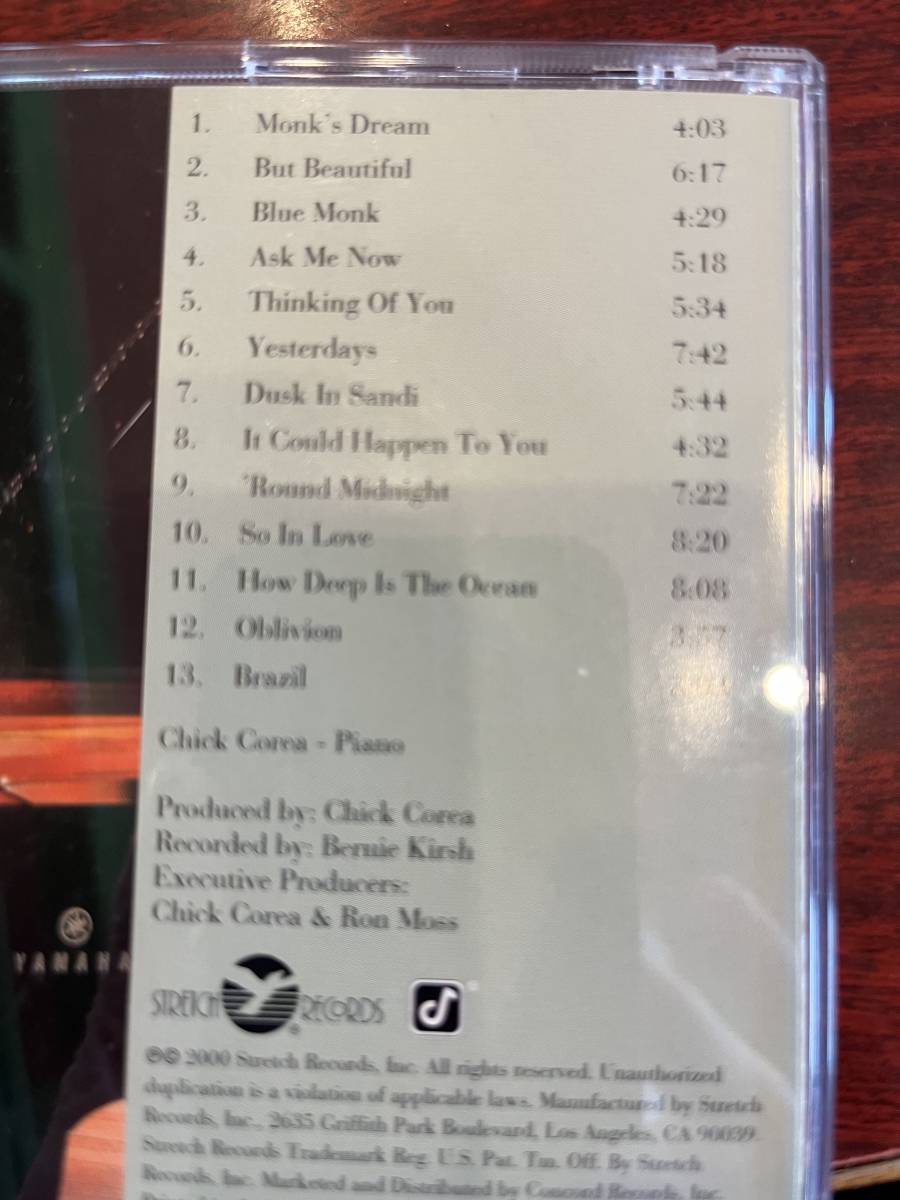 1. Monk's Dream 4:03
2. But Beautiful 6:17
3. Blue Monk 4:29
4. Ask Me Now 5:18
5. Thinking Of You 5:34
6. Yesterdays 7:42
7. Dusk In Sandi 5:44
8. It Could Happen To You 4:32
9. 'Round Midnight 7:22
10. So In Love 8:20
11. How Deep Is The Ocean 8:08
12. Oblivion
13. Brazil
Chick Corea - Piano
Produced by: Chick Corea
Recorded by: Bernie Kirsh
Executive Producers:
Chick Corea & Ron Moss
YAMAHA
STRETCH RECORDS ®
℗© 2000 Stretch Records, Inc. All rights reserved. Unauthorized
duplication is a violation of applicable laws. Manufactured by Stretch
Records, Inc., 2635 Griffith Park Boulevard, Los Angeles, CA 90039.
Stretch Records Trademark Reg. U.S. Pat. Tm. Off. By Stretch
Records, Inc. Marketed and Distributed by Concord Records, Inc.